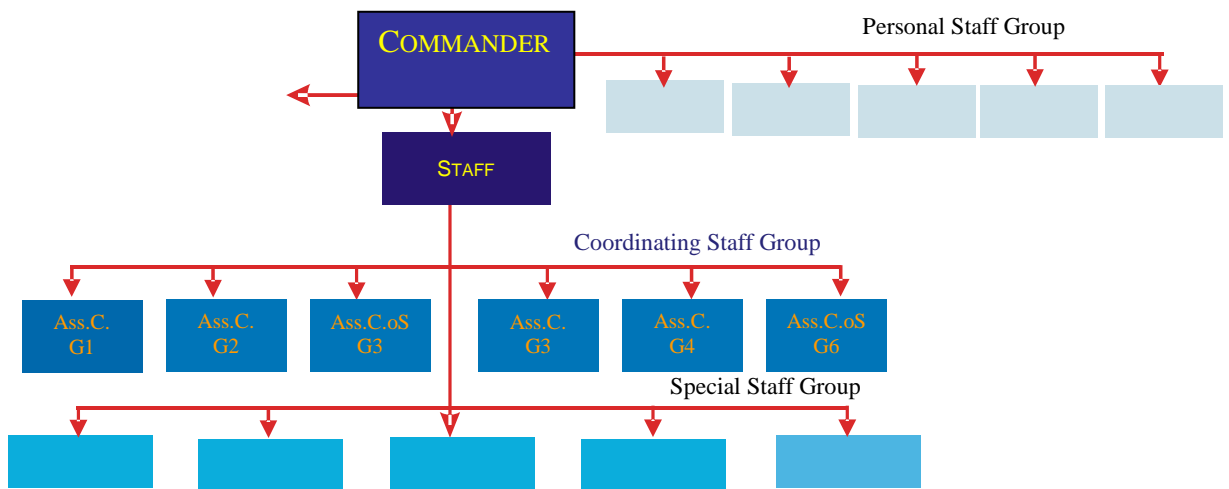 COMMANDER
Personal Staff Group
STAFF
Coordinating Staff Group
Ass.C.
G1
Ass.C.
G2
Ass.C.oS
G3
Ass.C.
G3
Ass.C.
G4
Ass.C.oS
G6
Special Staff Group